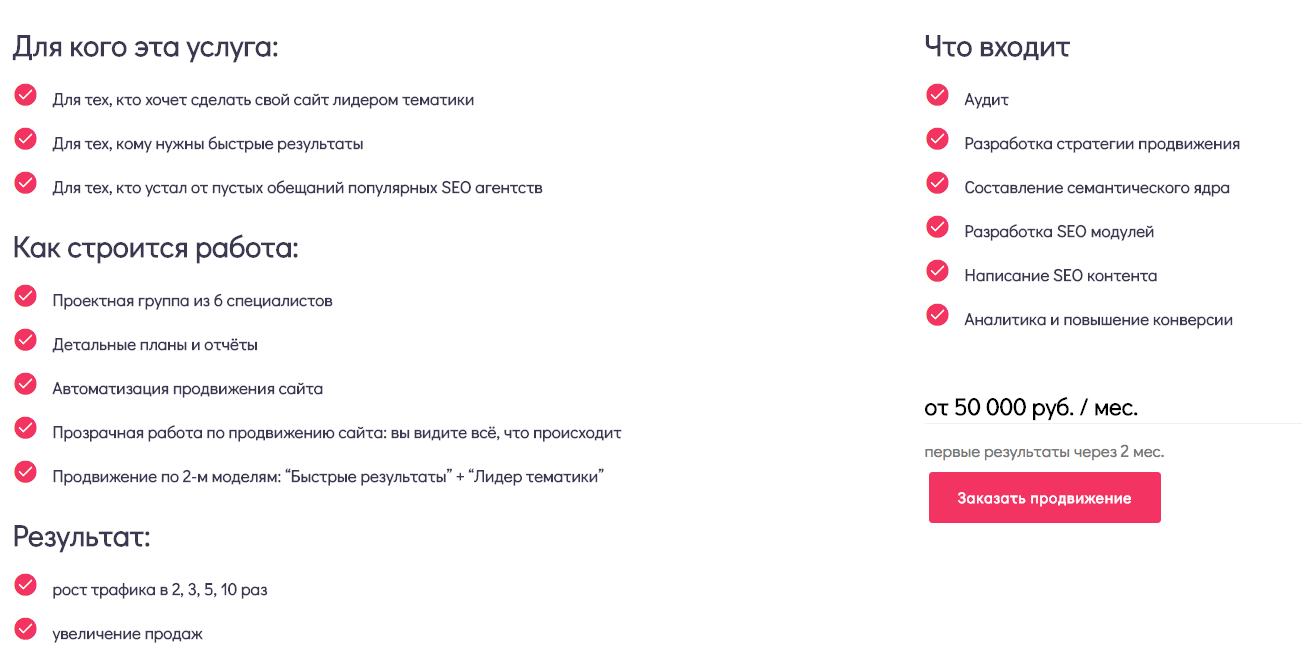 Для кого эта услуга:
Для тех, кто хочет сделать свой сайт лидером тематики
Для тех, кому нужны быстрые результаты
Для тех, кто устал от пустых обещаний популярных SEO агентств
Как строится работа:
Проектная группа из 6 специалистов
Детальные планы и отчёты
Автоматизация продвижения сайта
Прозрачная работа по продвижению сайта: вы видите всё, что происходит
Продвижение по 2-м моделям: “Быстрые результаты” + “Лидер тематики”
Результат:
рост трафика в 2, 3, 5, 10 раз
увеличение продаж
Что входит
Аудит
Разработка стратегии продвижения
Составление семантического ядра
Разработка SEO модулей
Написание SEO контента
Аналитика и повышение конверсии
от 50 000 руб. / мес.
первые результаты через 2 мес.
Заказать продвижение